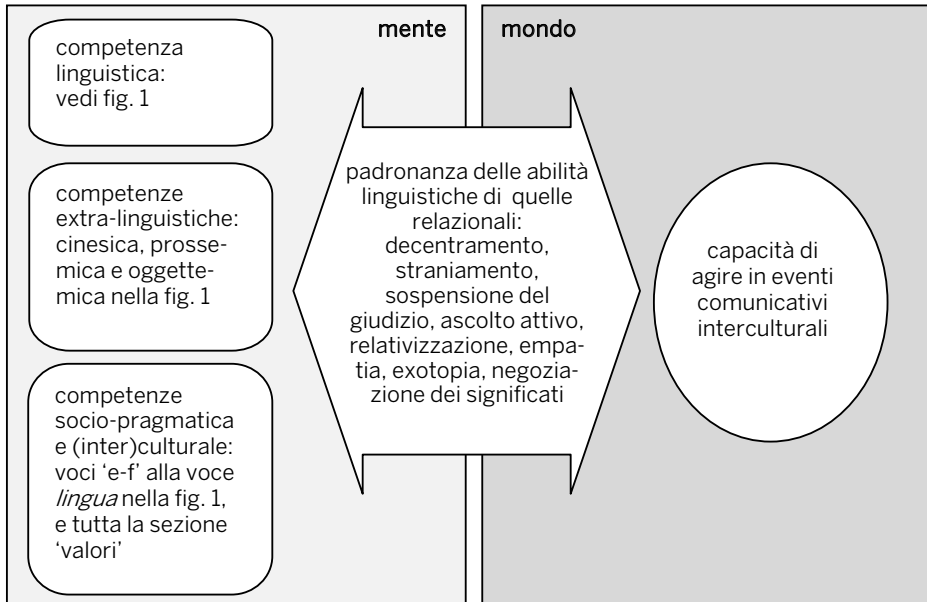 mente
mondo
competenza
linguistica:
vedi fig. 1
competenze
extra-linguistiche:
cinesica, prosse-
mica e oggette-
mica nella fig. 1
competenze
socio-pragmatica
e (inter)culturale:
voci ‘e-f’ alla voce
lingua nella fig. 1,
e tutta la sezione
‘valori’
padronanza delle abilità
linguistiche di quelle
relazionali:
decentramento,
straniamento,
sospensione del
giudizio, ascolto attivo,
relativizzazione, empa-
tia, exotopia, negozia-
zione dei significati
capacità di
agire in eventi
comunicativi
interculturali